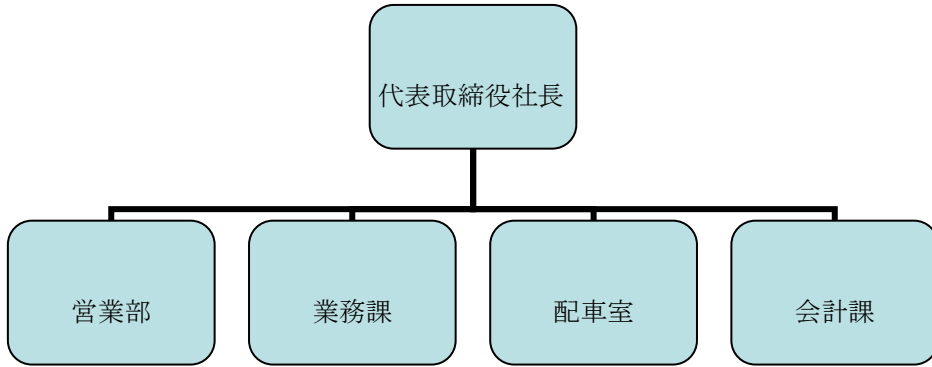 代表取締役社長
営業部
業務課
配車室
会計課